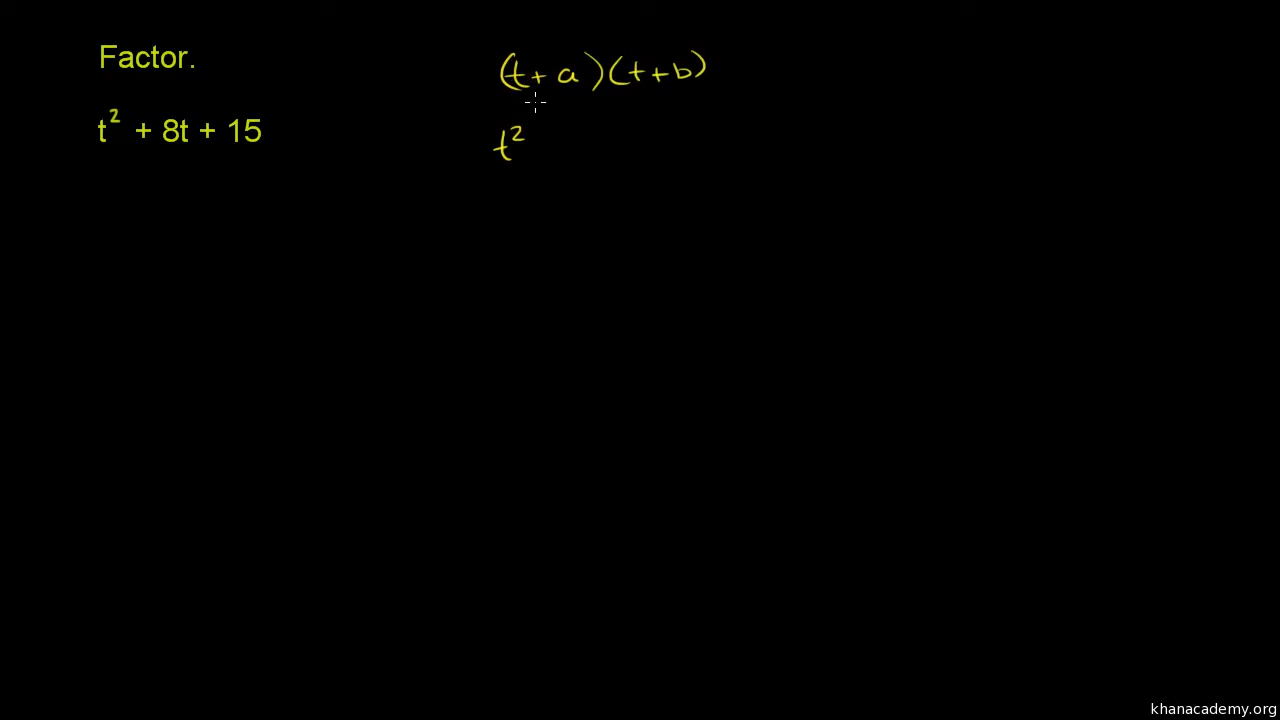 Factor.
t² + 8t + 15
(t+a)(t+b)
t²
khanacademy.org